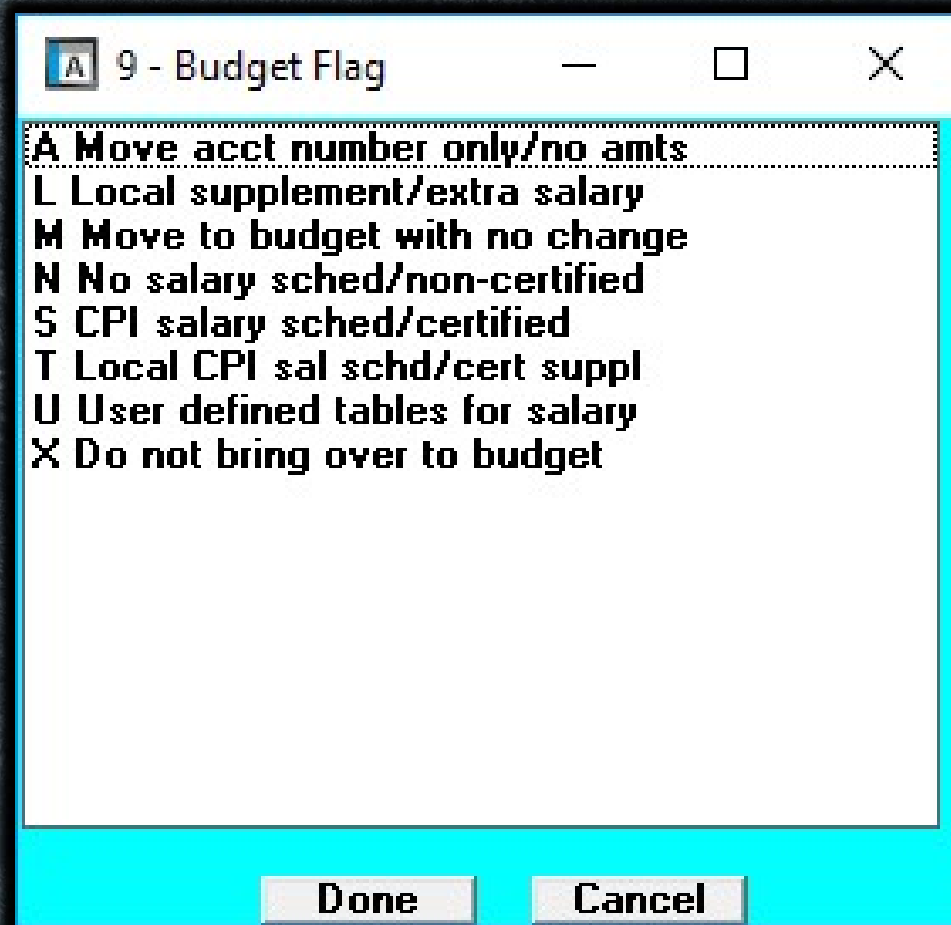 A 9 - Budget Flag
A Move acct number only/no amts
L Local supplement/extra salary
M Move to budget with no change
N No salary sched/non-certified
S CPI salary sched/certified
T Local CPI sal schd/cert suppl
U User defined tables for salary
X Do not bring over to budget
Done Cancel